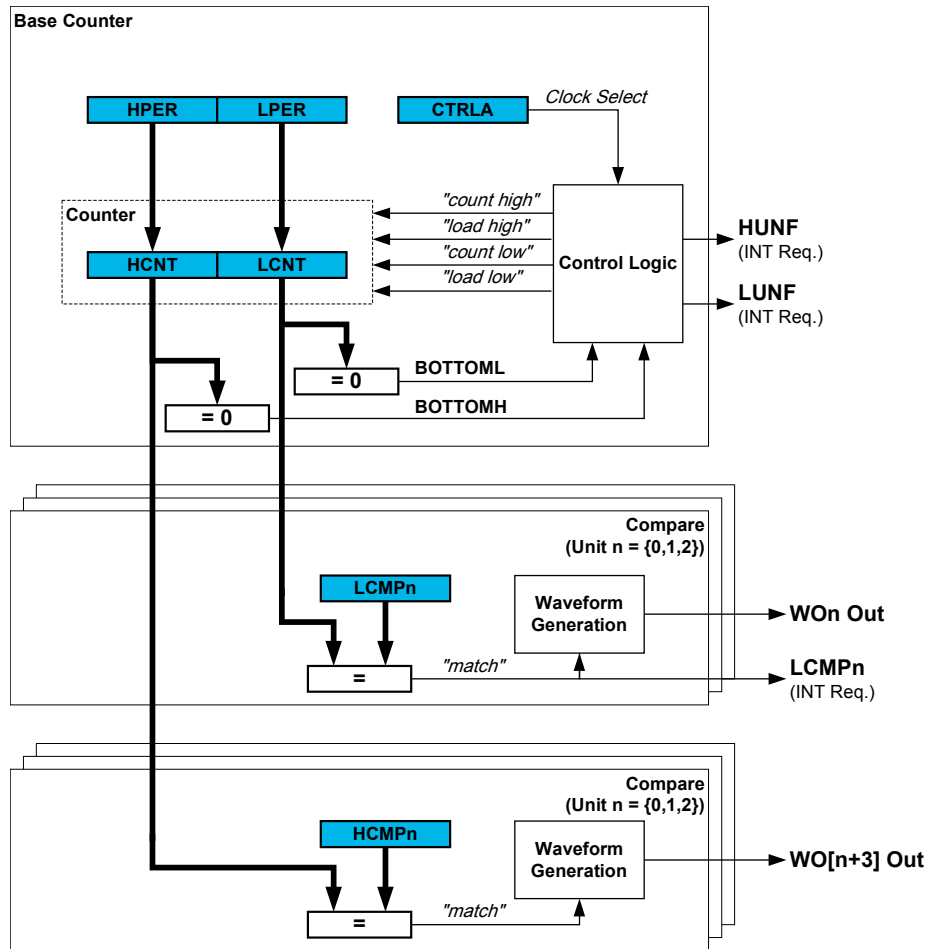 Base Counter
HPER LPER CTRLA Clock Select
"count high"
Counter
"load high"
"count low"
"load low"
HCNT LCNT
Control Logic
HUNF
(INT Req.)
LUNF
(INT Req.)
= 0 BOTTOML
= 0 BOTTOMH
Compare
(Unit n = {0,1,2})
LCMPn
Waveform
Generation
WOn Out
= "match"
LCMPn
(INT Req.)
Compare
(Unit n = {0,1,2})
HCMPn
Waveform
Generation
WO[n+3] Out
= "match"